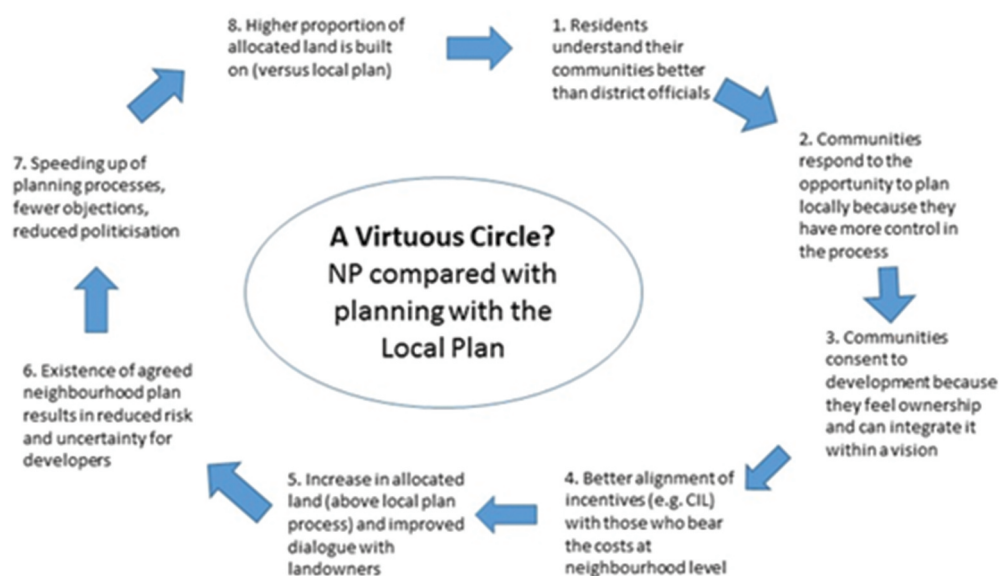 8. Higher proportion of
allocated land is built
on (versus local plan)
1. Residents
understand their
communities better
than district officials
2. Communities
respond to the
opportunity to plan
locally because they
have more control in
the process
3. Communities
consent to
development because
they feel ownership
and can integrate it
within a vision
4. Better alignment of
incentives (e.g. CIL)
with those who bear
the costs at
neighbourhood level
5. Increase in allocated
land (above local plan
process) and improved
dialogue with
landowners
6. Existence of agreed
neighbourhood plan
results in reduced risk
and uncertainty for
developers
7. Speeding up of
planning processes,
fewer objections,
reduced politicisation
A Virtuous Circle?
NP compared with
planning with the
Local Plan